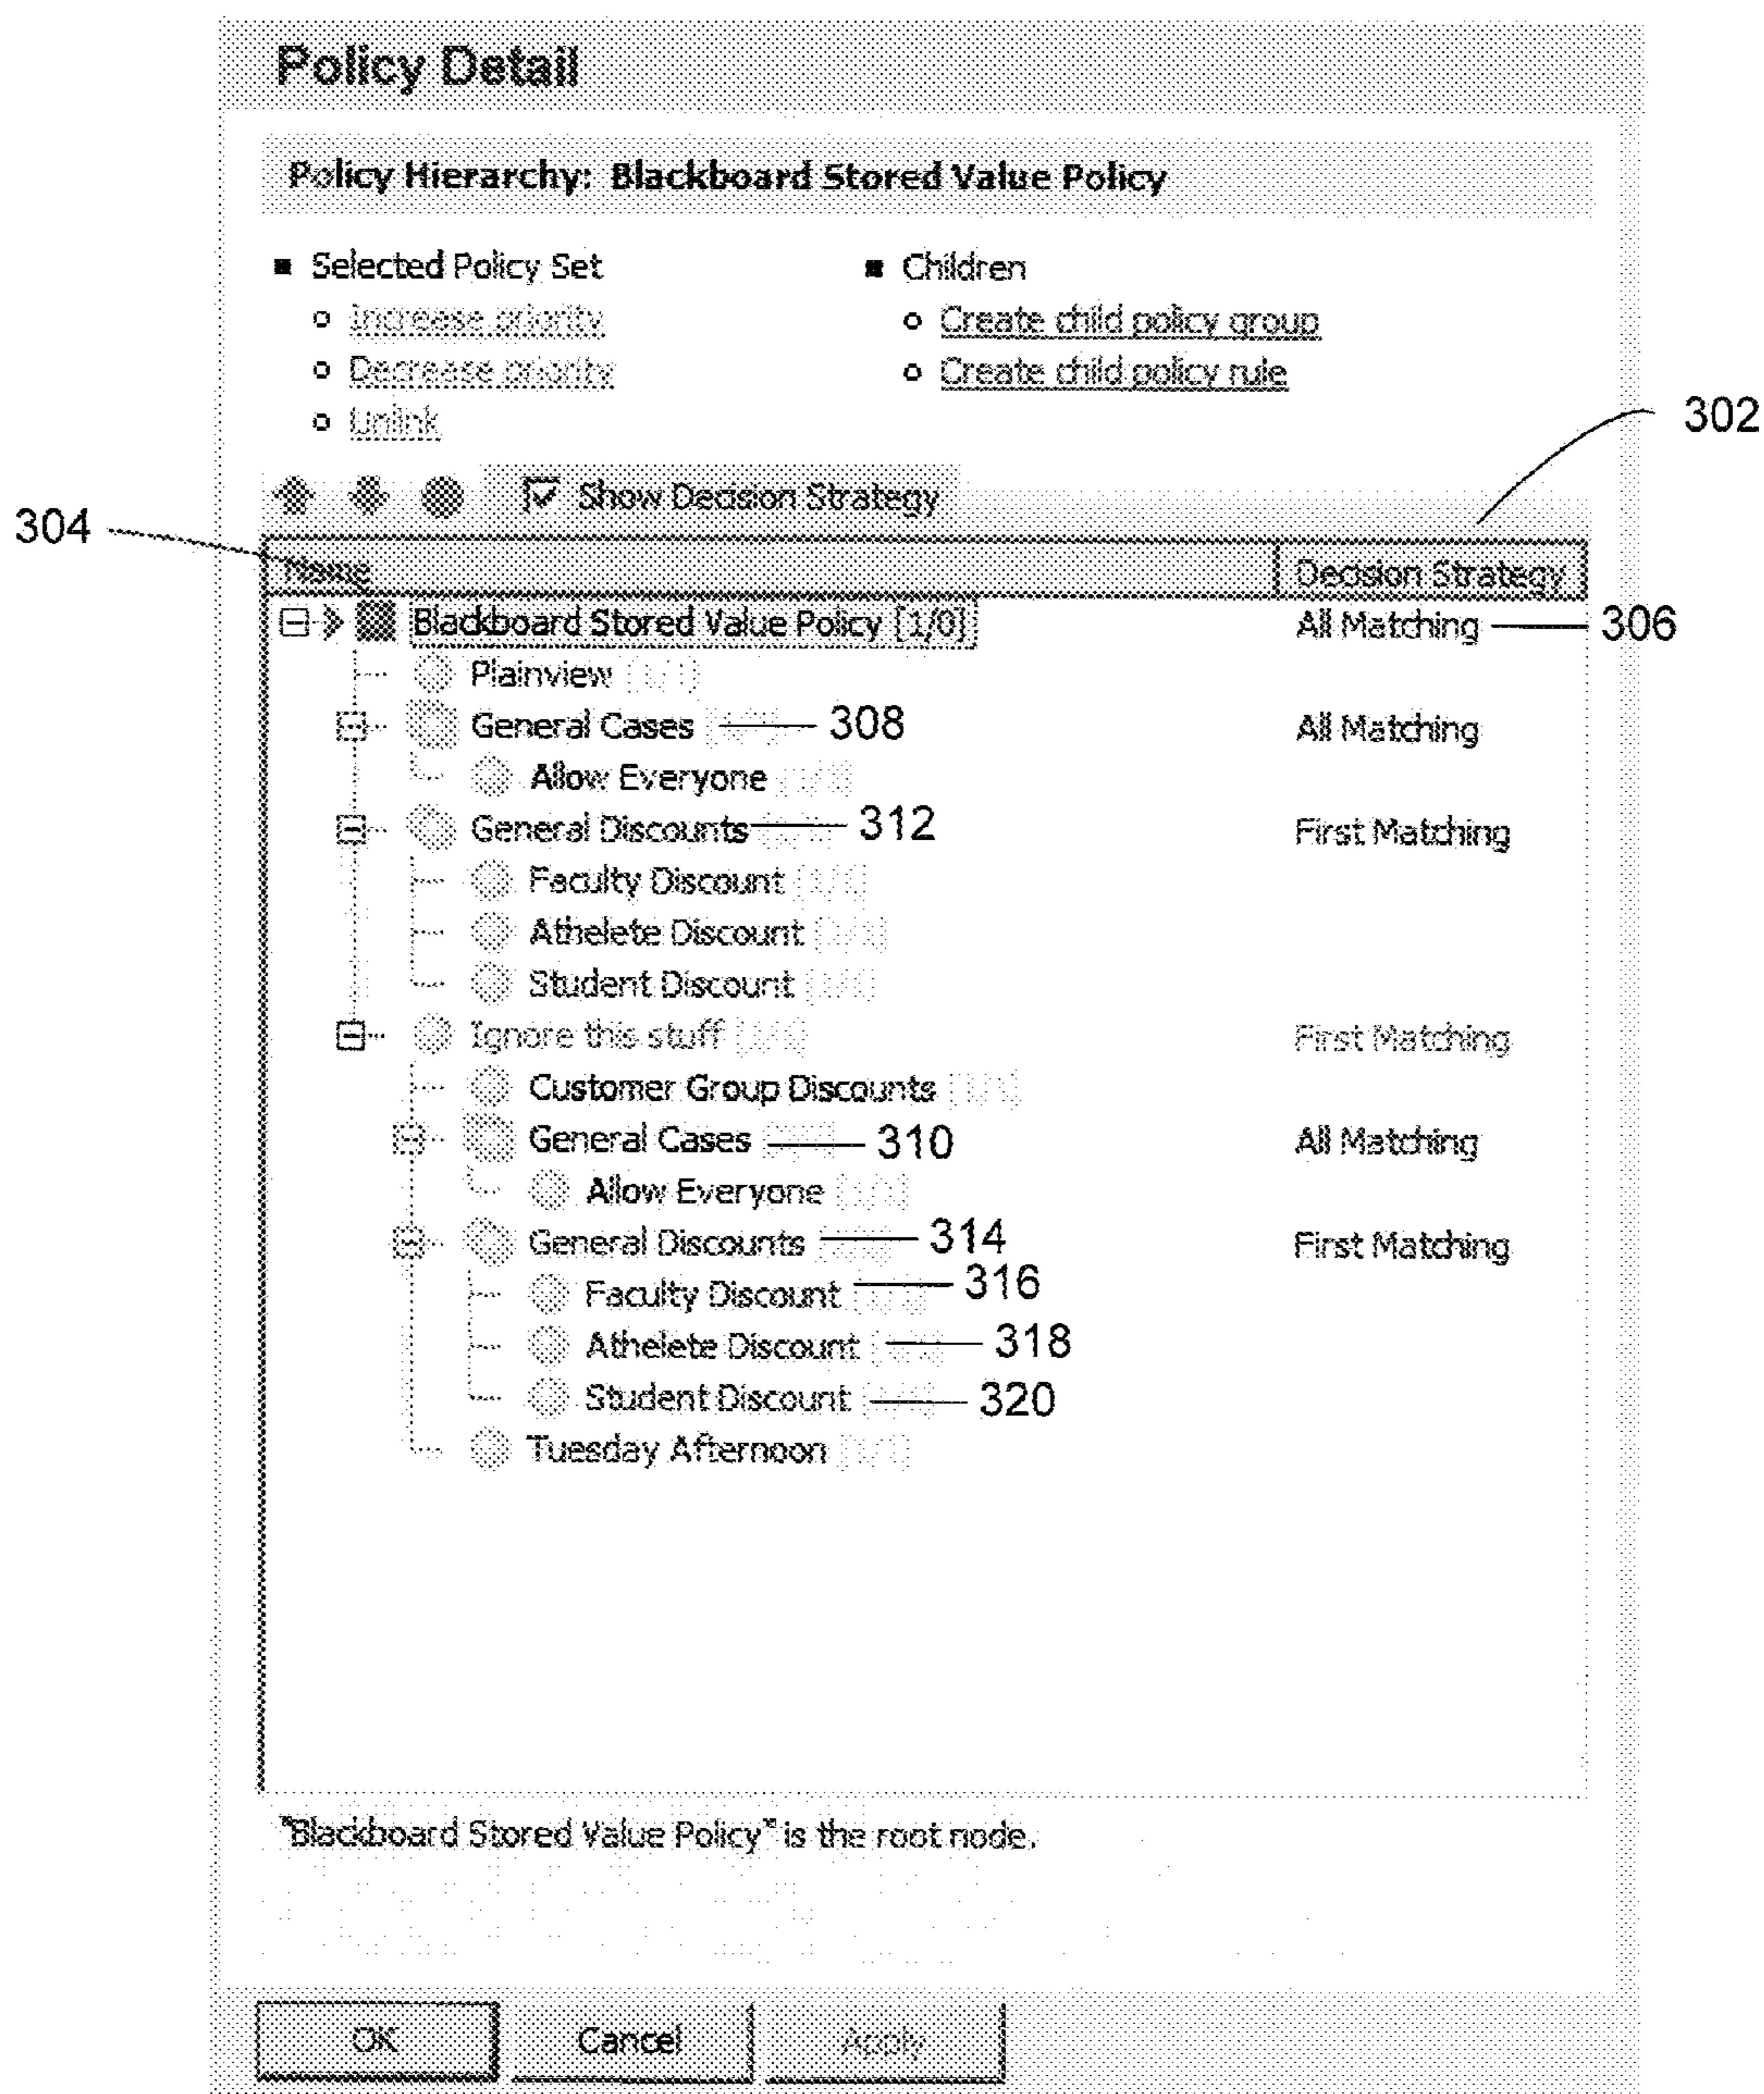 Policy Detail
Policy Hierarchy: Blackboard Stored Value Policy
Selected Policy Set
Children
Increase priority
Create child policy group
Decrease priority
Create child policy rule
Unlink
302
Show Decision Strategy
304
Name
Decision Strategy
Blackboard Stored Value Policy [1/0]
All Matching
306
Plainview
General Cases
308
All Matching
Allow Everyone
General Discounts
312
First Matching
Faculty Discount
Athelete Discount
Student Discount
Ignore this stuff
First Matching
Customer Group Discounts
General Cases
310
All Matching
Allow Everyone
General Discounts
314
First Matching
Faculty Discount
316
Athelete Discount
318
Student Discount
320
Tuesday Afternoon
"Blackboard Stored Value Policy" is the root node.
OK
Cancel
Apply